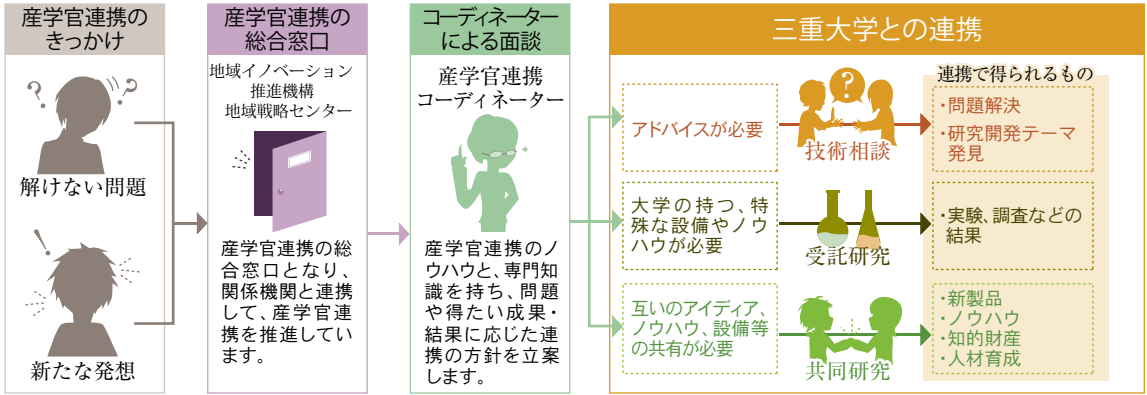 産学官連携の
きっかけ
?
?
解けない問題
!
新たな発想
産学官連携の
総合窓口
地域イノベーション
推進機構
地域戦略センター
産学官連携の総
合窓口となり、
関係機関と連携
して、産学官連
携を推進してい
ます。
コーディネーター
による面談
産学官連携
コーディネーター
産学官連携のノ
ウハウと、専門知
識を持ち、問題
や得たい成果・
結果に応じた連
携の方針を立案
します。
三重大学との連携
連携で得られるもの
アドバイスが必要
?
技術相談
・問題解決
・研究開発テーマ
発見
大学の持つ、特
殊な設備やノウ
ハウが必要
受託研究
・実験、調査などの
結果
互いのアイディア、
ノウハウ、設備等
の共有が必要
共同研究
・新製品
・ノウハウ
・知的財産
・人材育成